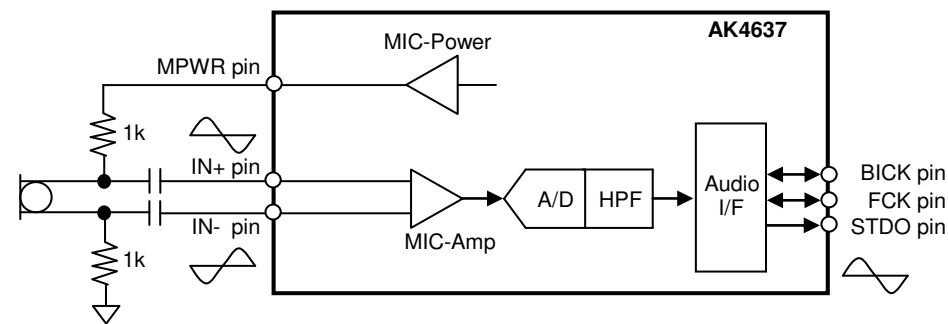 AK4637
MIC-Power
MPWR pin
1k
IN+ pin
A/D
HPF
Audio
I/F
BICK pin
FCK pin
STDO pin
IN- pin
MIC-Amp
1k